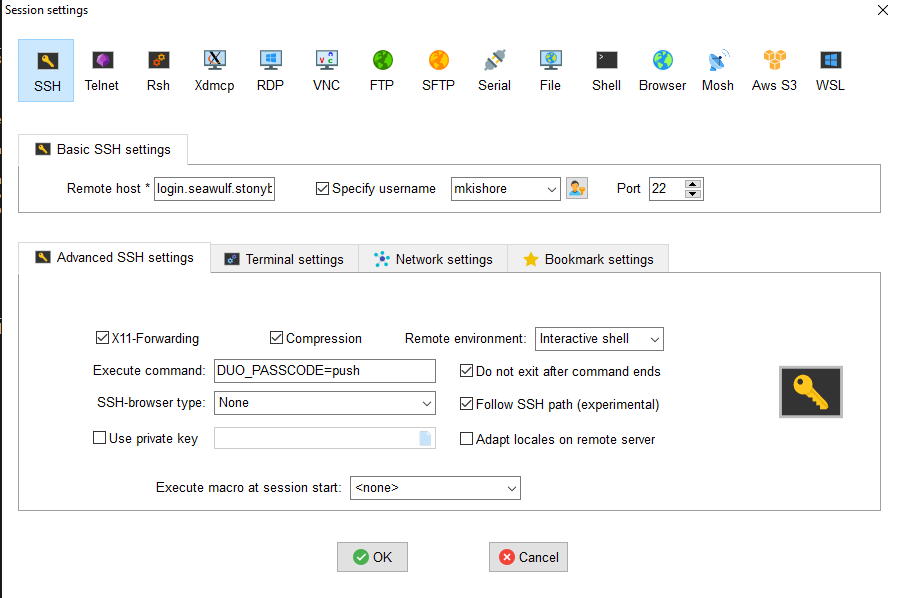 Session settings
SSH Telnet Rsh Xdmcp RDP VNC FTP SFTP Serial File Shell Browser Mosh Aws S3 WSL
Basic SSH settings
Remote host * login.seawulf.stonyb Specify username mkishore Port 22
Advanced SSH settings Terminal settings Network settings Bookmark settings
X11-Forwarding Compression Remote environment: Interactive shell
Execute command: DUO_PASSCODE=push Do not exit after command ends
SSH-browser type: None Follow SSH path (experimental)
Use private key Adapt locales on remote server
Execute macro at session start: <none>
OK Cancel